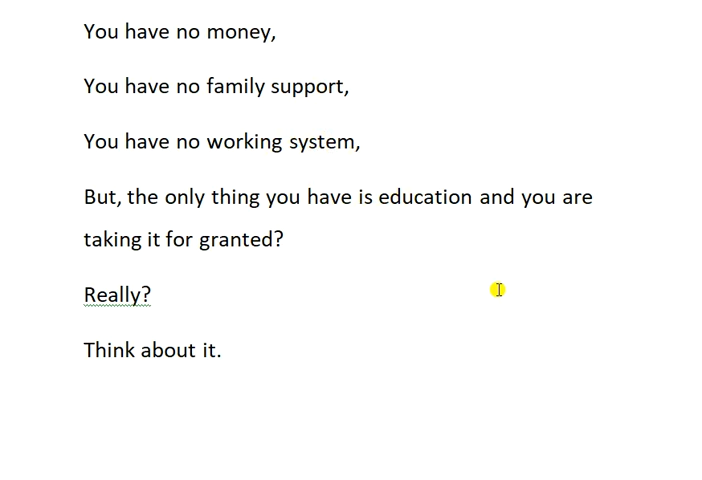 You have no money,
You have no family support,
You have no working system,
But, the only thing you have is education and you are
taking it for granted?
Really?
Think about it.